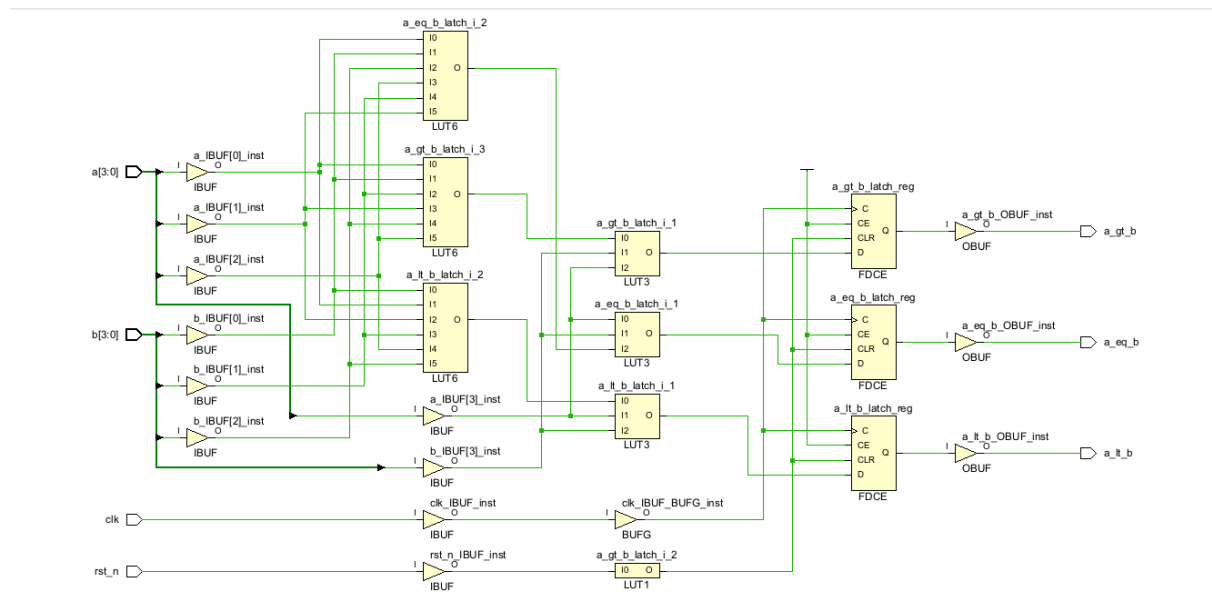 a_eq_b_latch_i_2
I0
I1
I2
I3
I4
I5
O
LUT6
a_gt_b_latch_i_3
I0
I1
I2
I3
I4
I5
O
LUT6
a_lt_b_latch_i_2
I0
I1
I2
I3
I4
I5
O
LUT6
a[3:0]
a_IBUF[0]_inst
I O
IBUF
a_IBUF[1]_inst
I O
IBUF
a_IBUF[2]_inst
I O
IBUF
b[3:0]
b_IBUF[0]_inst
I O
IBUF
b_IBUF[1]_inst
I O
IBUF
b_IBUF[2]_inst
I O
IBUF
a_IBUF[3]_inst
I O
IBUF
b_IBUF[3]_inst
I O
IBUF
clk
clk_IBUF_inst
I O
IBUF
clk_IBUF_BUFG_inst
I O
BUFG
rst_n
rst_n_IBUF_inst
I O
IBUF
a_gt_b_latch_i_2
I0 O
LUT1
a_gt_b_latch_i_1
I0
I1
I2
O
LUT3
a_eq_b_latch_i_1
I0
I1
I2
O
LUT3
a_lt_b_latch_i_1
I0
I1
I2
O
LUT3
a_gt_b_latch_reg
C
CE
CLR
D
Q
FDCE
a_gt_b_OBUF_inst
I O
OBUF
a_gt_b
a_eq_b_latch_reg
C
CE
CLR
D
Q
FDCE
a_eq_b_OBUF_inst
I O
OBUF
a_eq_b
a_lt_b_latch_reg
C
CE
CLR
D
Q
FDCE
a_lt_b_OBUF_inst
I O
OBUF
a_lt_b